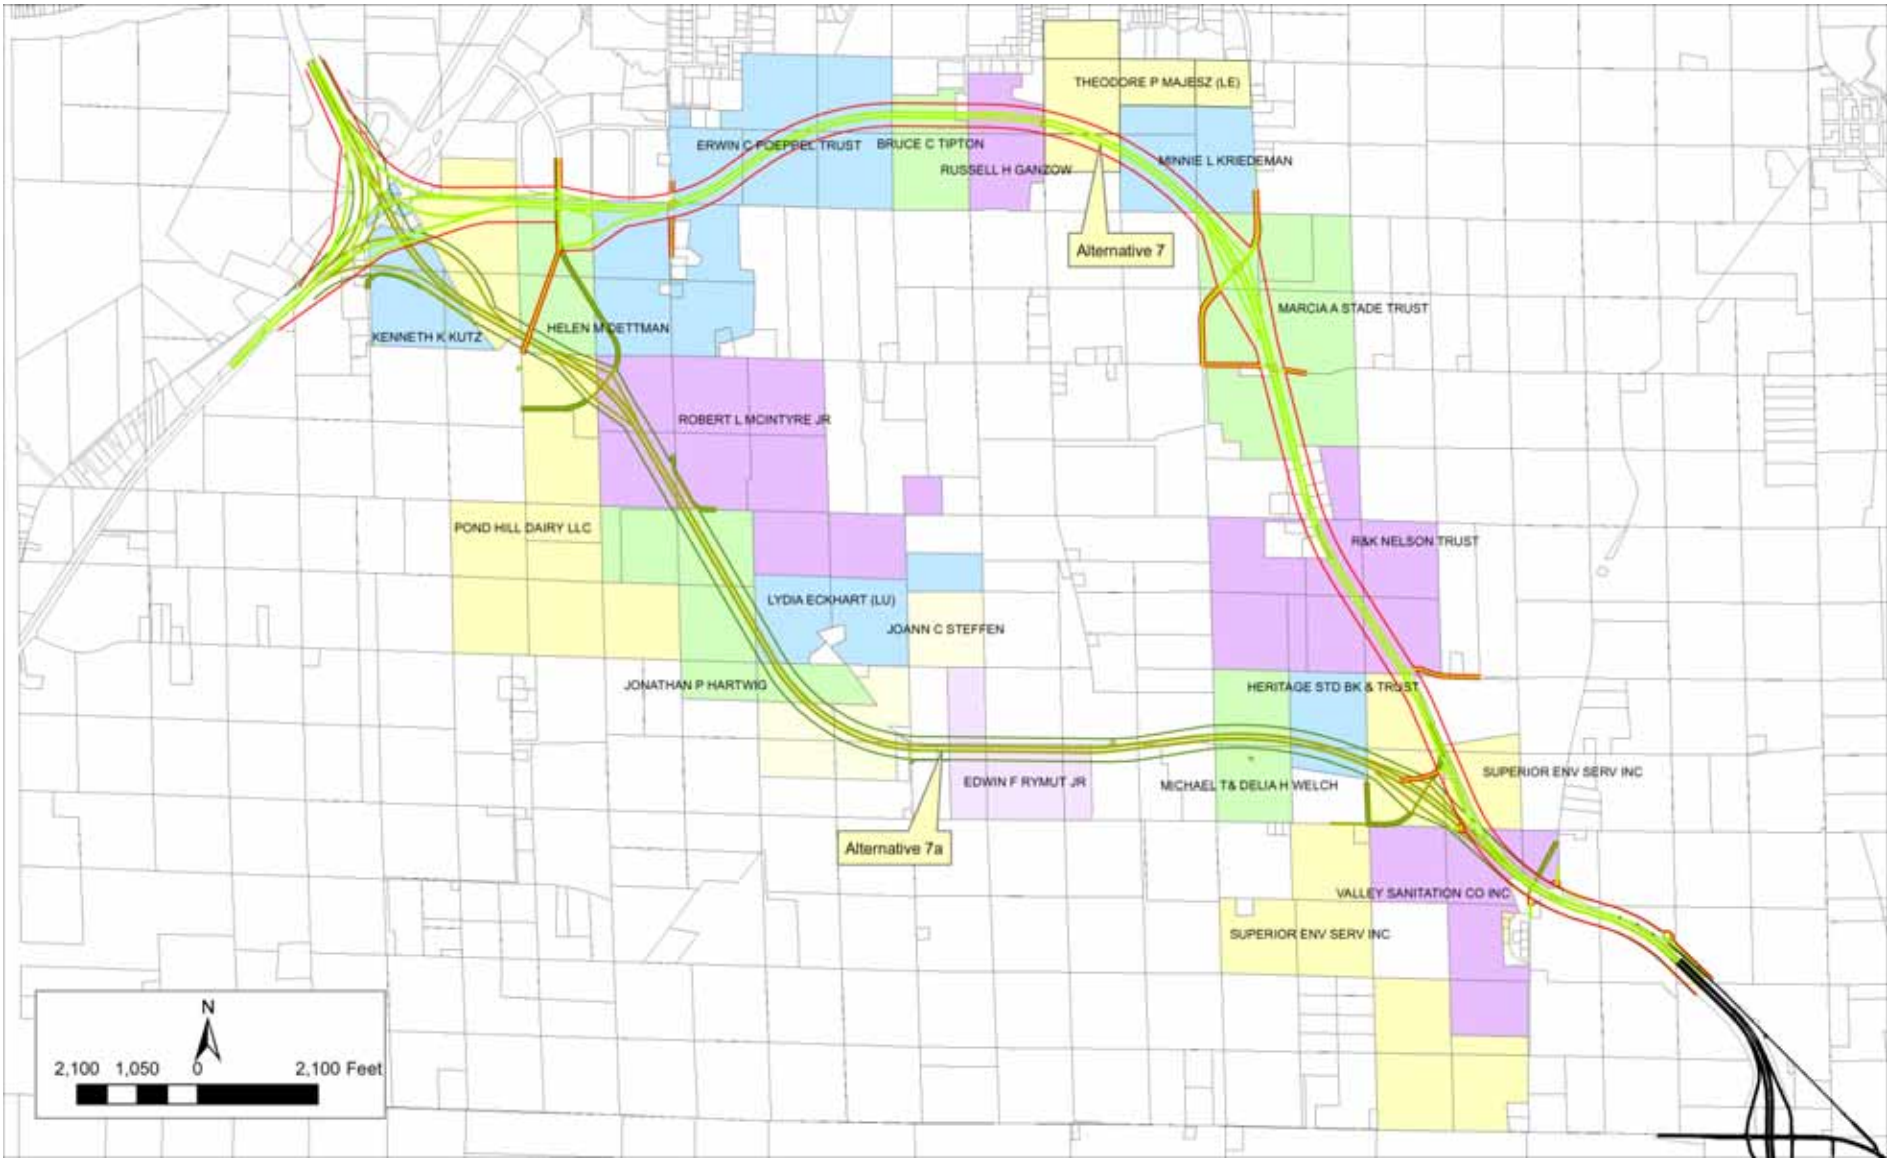 THEODORE P MAJESZ (LE)
ERWIN C POEPPEL TRUST
BRUCE C TIPTON
MINNIE L KRIEDEMAN
RUSSELL H GANZOW
Alternative 7
MARCIA A STADE TRUST
KENNETH K KUTZ
HELEN M DETTMAN
ROBERT L MCINTYRE JR
POND HILL DAIRY LLC
R&K NELSON TRUST
LYDIA ECKHART (LU)
JOANN C STEFFEN
JONATHAN P HARTWIG
HERITAGE STD BK & TRUST
SUPERIOR ENV SERV INC
EDWIN F RYMUT JR
MICHAEL T& DELIA H WELCH
Alternative 7a
VALLEY SANITATION CO INC
SUPERIOR ENV SERV INC
N
2,100 1,050 0 2,100 Feet